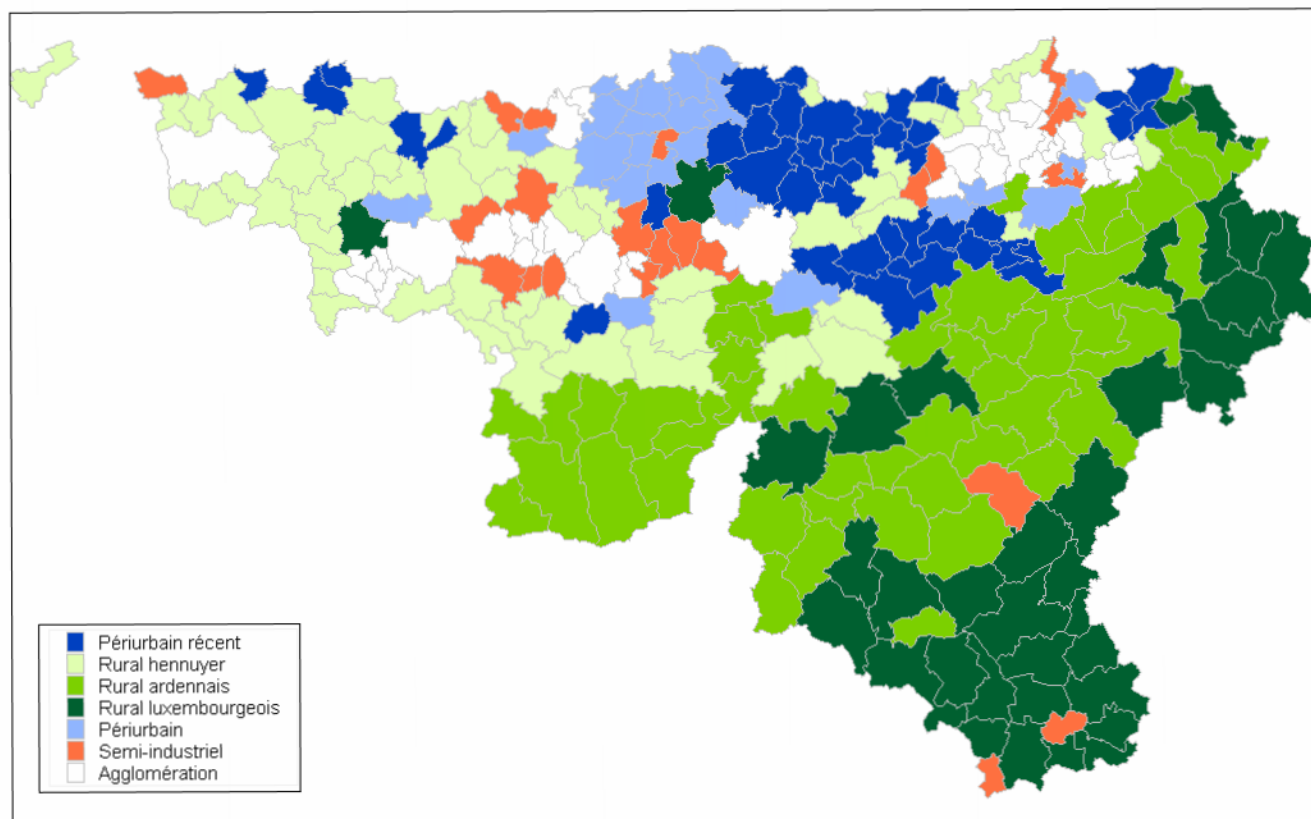 Périurbain récent
Rural hennuyer
Rural ardennais
Rural luxembourgeois
Périurbain
Semi-industriel
Agglomération